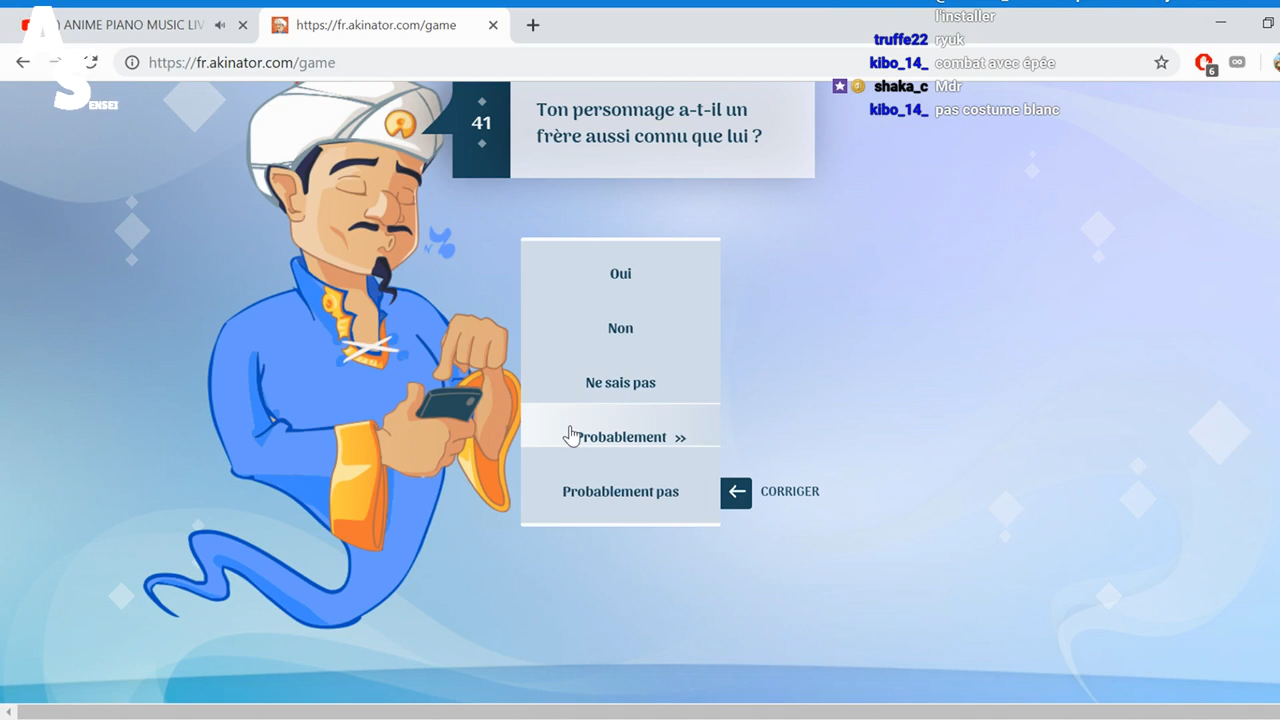 ANIME PIANO MUSIC LIV
https://fr.akinator.com/game
https://fr.akinator.com/game
6
A
S
ENSEI
l'installer
truffe22 ryuk
kibo_14_ combat avec épée
shaka_c Mdr
kibo_14_ pas costume blanc
41
Ton personnage a-t-il un
frère aussi connu que lui ?
Oui
Non
Ne sais pas
Probablement »
Probablement pas
CORRIGER